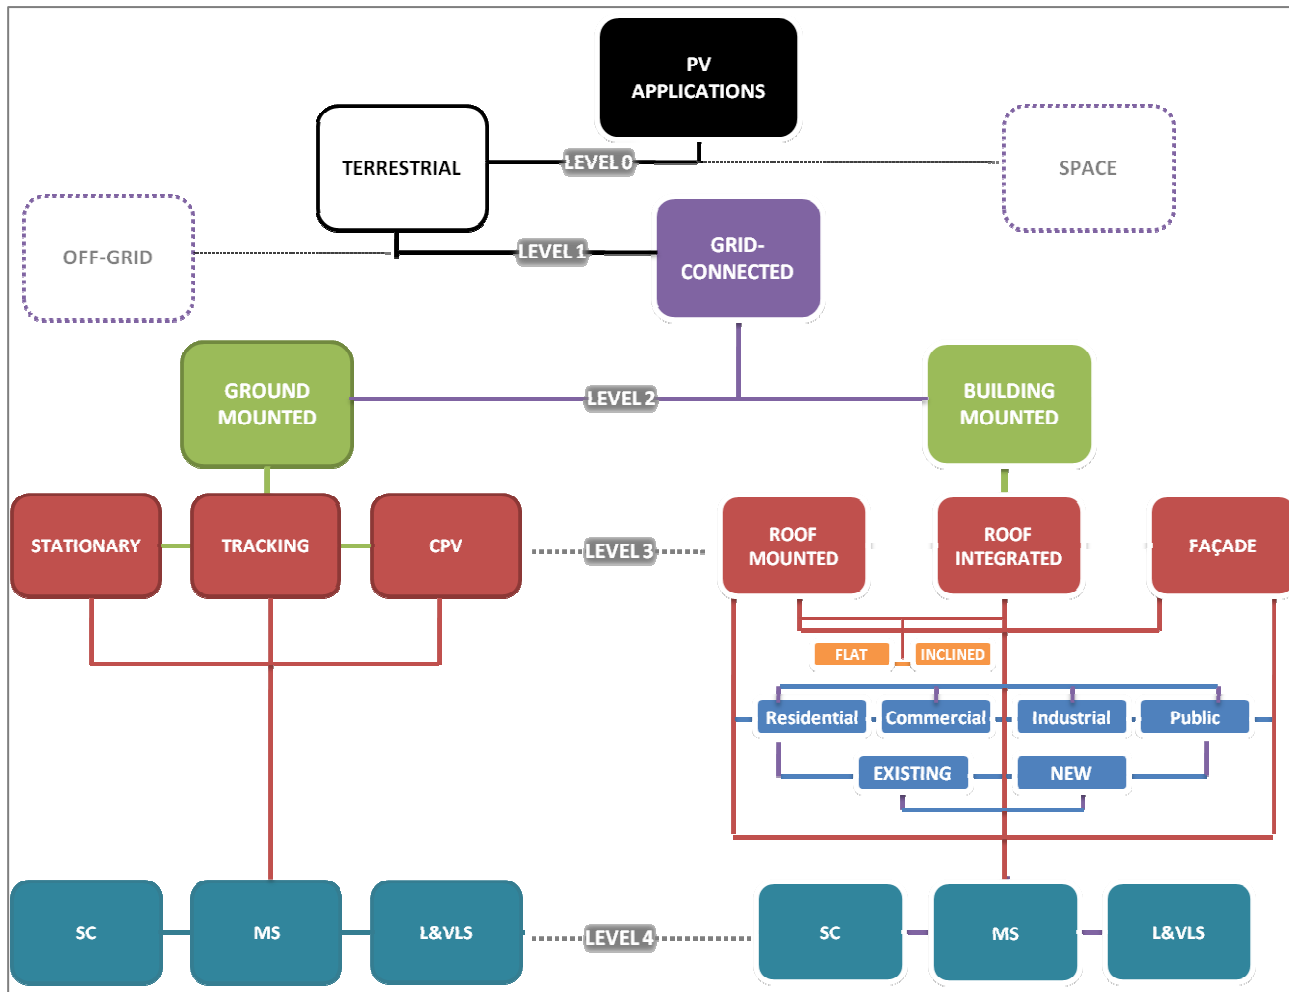 PV
APPLICATIONS
TERRESTRIAL
LEVEL 0
SPACE
OFF-GRID
LEVEL 1
GRID-
CONNECTED
GROUND
MOUNTED
LEVEL 2
BUILDING
MOUNTED
STATIONARY
TRACKING
CPV
LEVEL 3
ROOF
MOUNTED
ROOF
INTEGRATED
FAÇADE
FLAT
INCLINED
Residential
Commercial
Industrial
Public
EXISTING
NEW
SC
MS
L&VLS
LEVEL 4
SC
MS
L&VLS